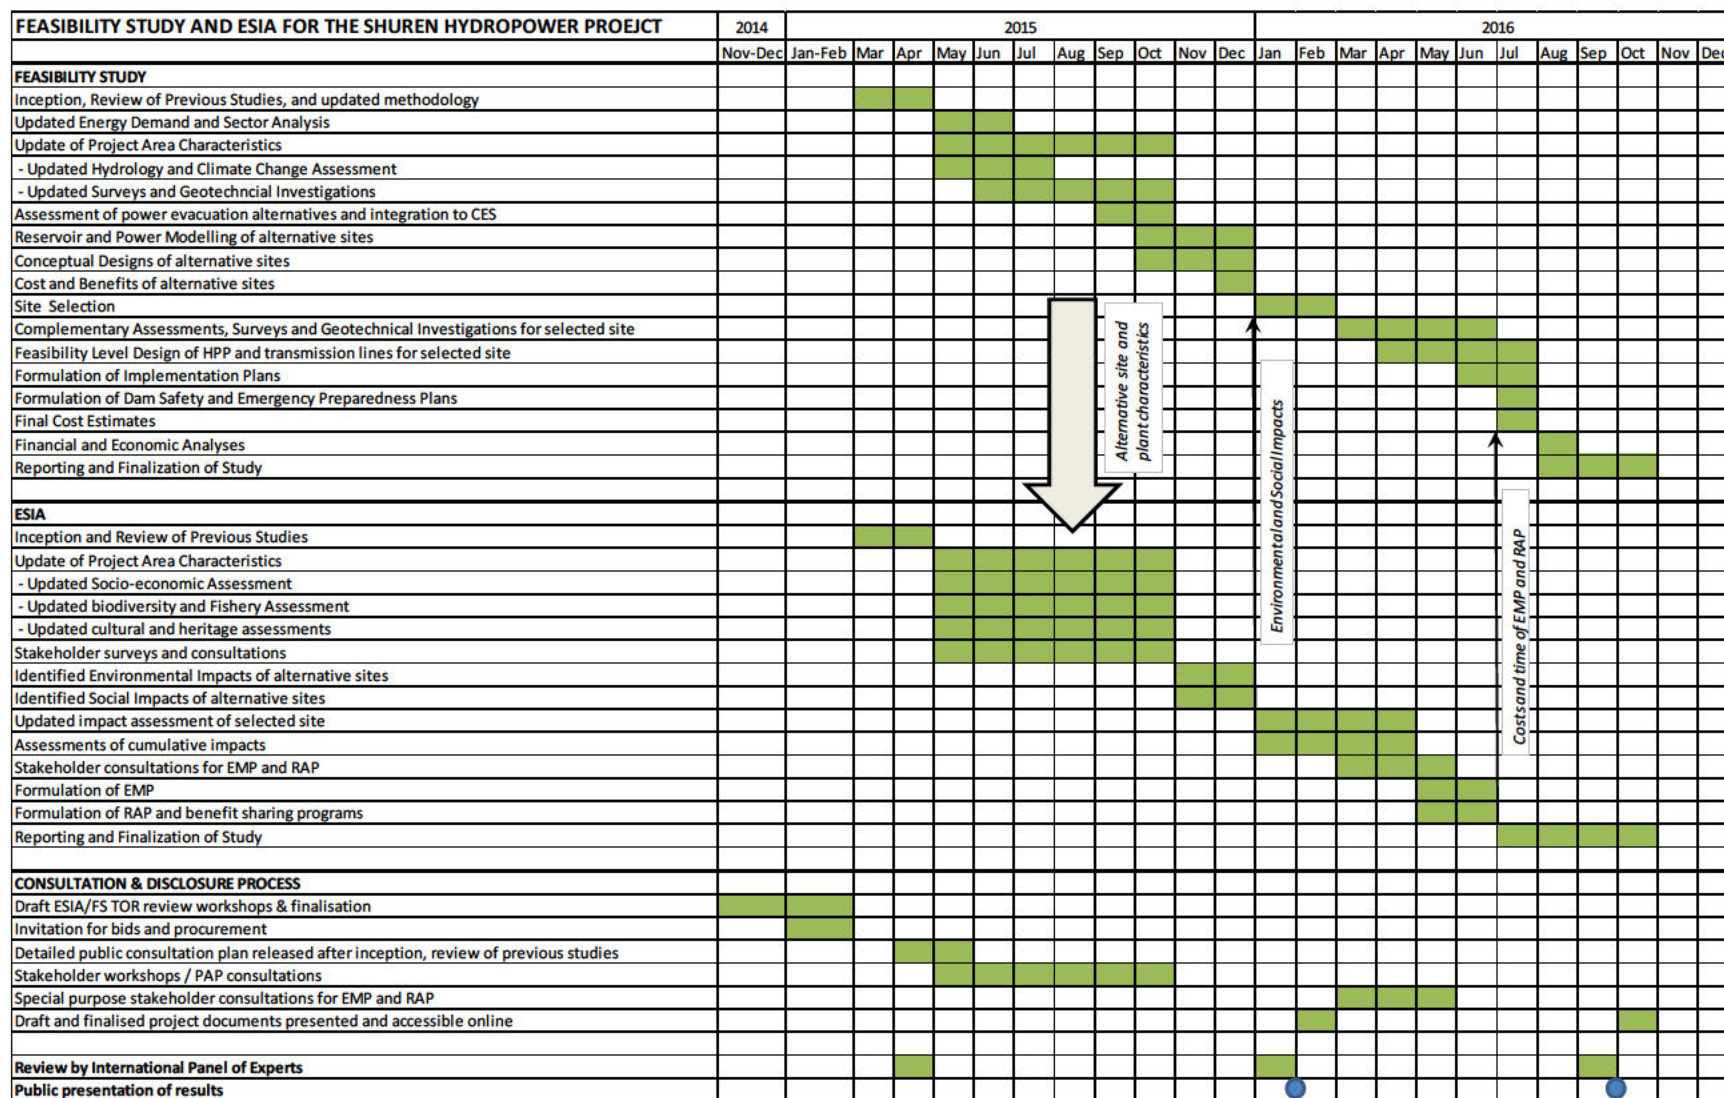 FEASIBILITY STUDY AND ESIA FOR THE SHUREN HYDROPOWER PROEJCT 2014 2015 2016
Nov-Dec Jan-Feb Mar Apr May Jun Jul Aug Sep Oct Nov Dec Jan Feb Mar Apr May Jun Jul Aug Sep Oct Nov Dec
FEASIBILITY STUDY
Inception, Review of Previous Studies, and updated methodology
Updated Energy Demand and Sector Analysis
Update of Project Area Characteristics
- Updated Hydrology and Climate Change Assessment
- Updated Surveys and Geotechncial Investigations
Assessment of power evacuation alternatives and integration to CES
Reservoir and Power Modelling of alternative sites
Conceptual Designs of alternative sites
Cost and Benefits of alternative sites
Site Selection
Complementary Assessments, Surveys and Geotechnical Investigations for selected site
Feasibility Level Design of HPP and transmission lines for selected site
Formulation of Implementation Plans
Formulation of Dam Safety and Emergency Preparedness Plans
Final Cost Estimates
Financial and Economic Analyses
Reporting and Finalization of Study
Alternative site and
plant characteristics
Environmental and Social Impacts
Costs and time of EMP and RAP
ESIA
Inception and Review of Previous Studies
Update of Project Area Characteristics
- Updated Socio-economic Assessment
- Updated biodiversity and Fishery Assessment
- Updated cultural and heritage assessments
Stakeholder surveys and consultations
Identified Environmental Impacts of alternative sites
Identified Social Impacts of alternative sites
Updated impact assessment of selected site
Assessments of cumulative impacts
Stakeholder consultations for EMP and RAP
Formulation of EMP
Formulation of RAP and benefit sharing programs
Reporting and Finalization of Study
CONSULTATION & DISCLOSURE PROCESS
Draft ESIA/FS TOR review workshops & finalisation
Invitation for bids and procurement
Detailed public consultation plan released after inception, review of previous studies
Stakeholder workshops / PAP consultations
Special purpose stakeholder consultations for EMP and RAP
Draft and finalised project documents presented and accessible online
Review by International Panel of Experts
Public presentation of results